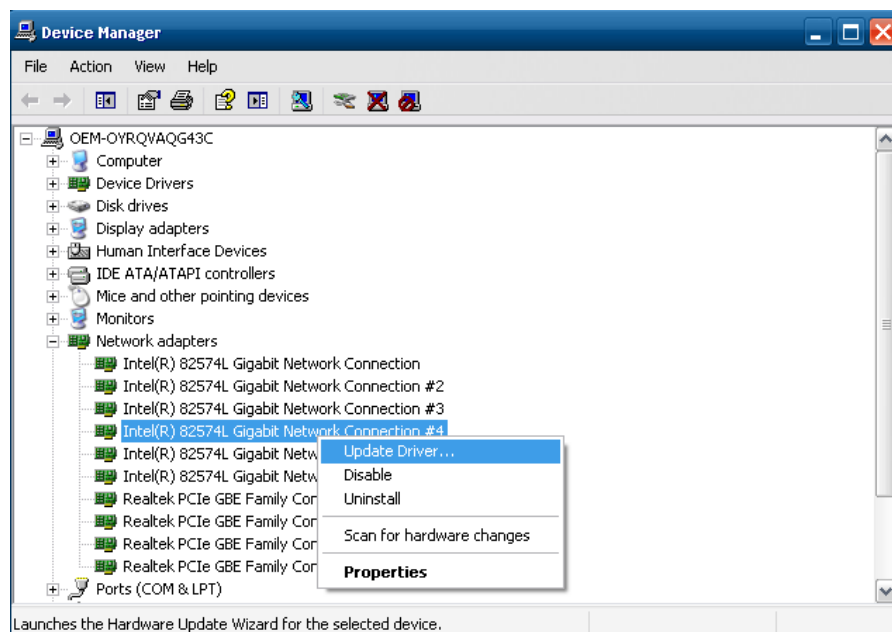 Device Manager
File Action View Help
OEM-OYRQVAQG43C
Computer
Device Drivers
Disk drives
Display adapters
Human Interface Devices
IDE ATA/ATAPI controllers
Mice and other pointing devices
Monitors
Network adapters
Intel(R) 82574L Gigabit Network Connection
Intel(R) 82574L Gigabit Network Connection #2
Intel(R) 82574L Gigabit Network Connection #3
Intel(R) 82574L Gigabit Network Connection #4
Update Driver...
Intel(R) 82574L Gigabit Netw
Disable
Intel(R) 82574L Gigabit Netw
Uninstall
Realtek PCIe GBE Family Cor
Realtek PCIe GBE Family Cor
Scan for hardware changes
Realtek PCIe GBE Family Cor
Realtek PCIe GBE Family Cor
Properties
Ports (COM & LPT)
Launches the Hardware Update Wizard for the selected device.